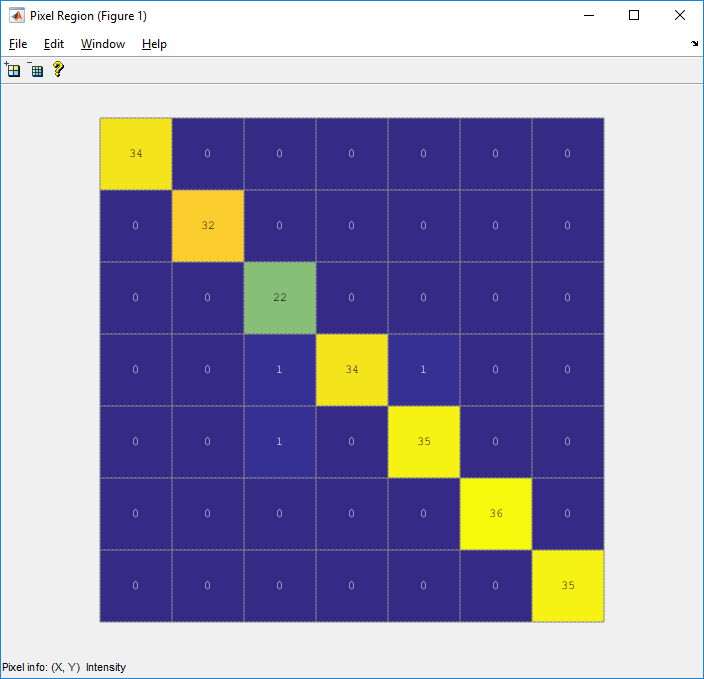 Pixel Region (Figure 1)
File Edit Window Help
34 0 0 0 0 0 0
0 32 0 0 0 0 0
0 0 22 0 0 0 0
0 0 1 34 1 0 0
0 0 1 0 35 0 0
0 0 0 0 0 36 0
0 0 0 0 0 0 35
Pixel info: (X, Y) Intensity